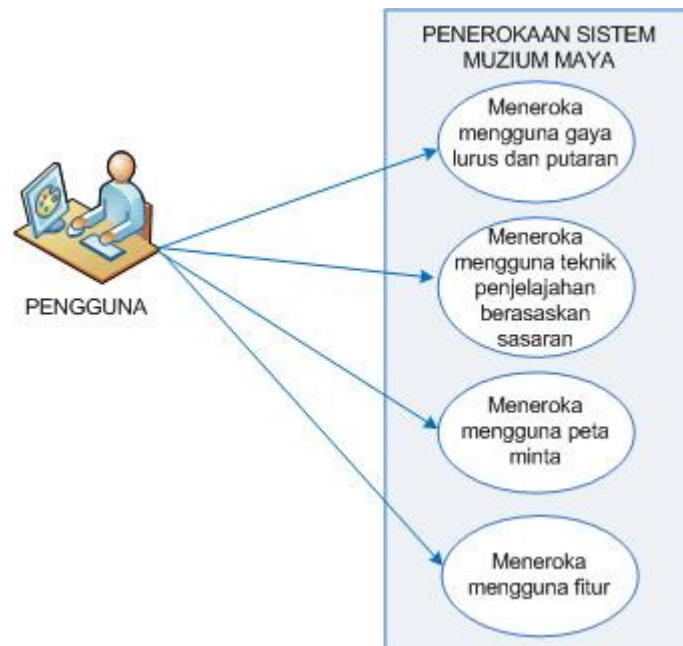 PENEROKAAN SISTEM
MUZIUM MAYA
Meneroka
mengguna gaya
lurus dan putaran
Meneroka
mengguna teknik
penjelajahan
berasaskan
sasaran
PENGGUNA
Meneroka
mengguna peta
minta
Meneroka
mengguna fitur